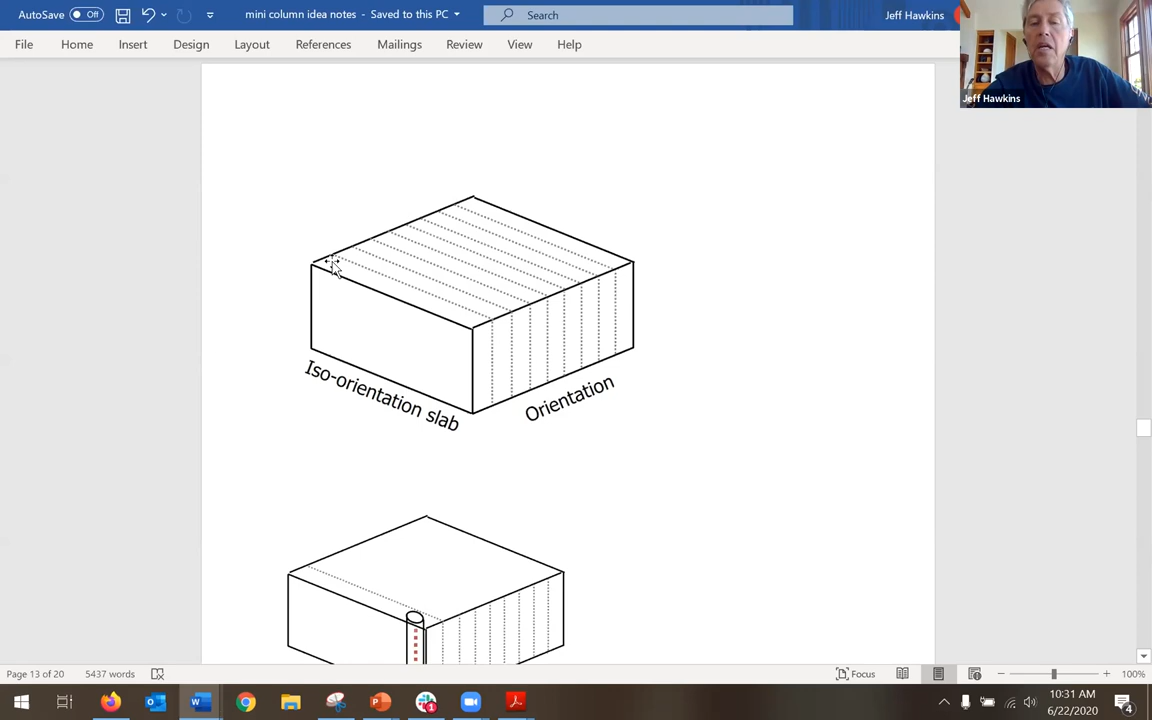 AutoSave Off mini column idea notes - Saved to this PC Search Jeff Hawkins
File Home Insert Design Layout References Mailings Review View Help
Jeff Hawkins
Iso-orientation slab
Orientation
Page 13 of 20 5437 words Focus 100%
10:31 AM
6/22/2020
4